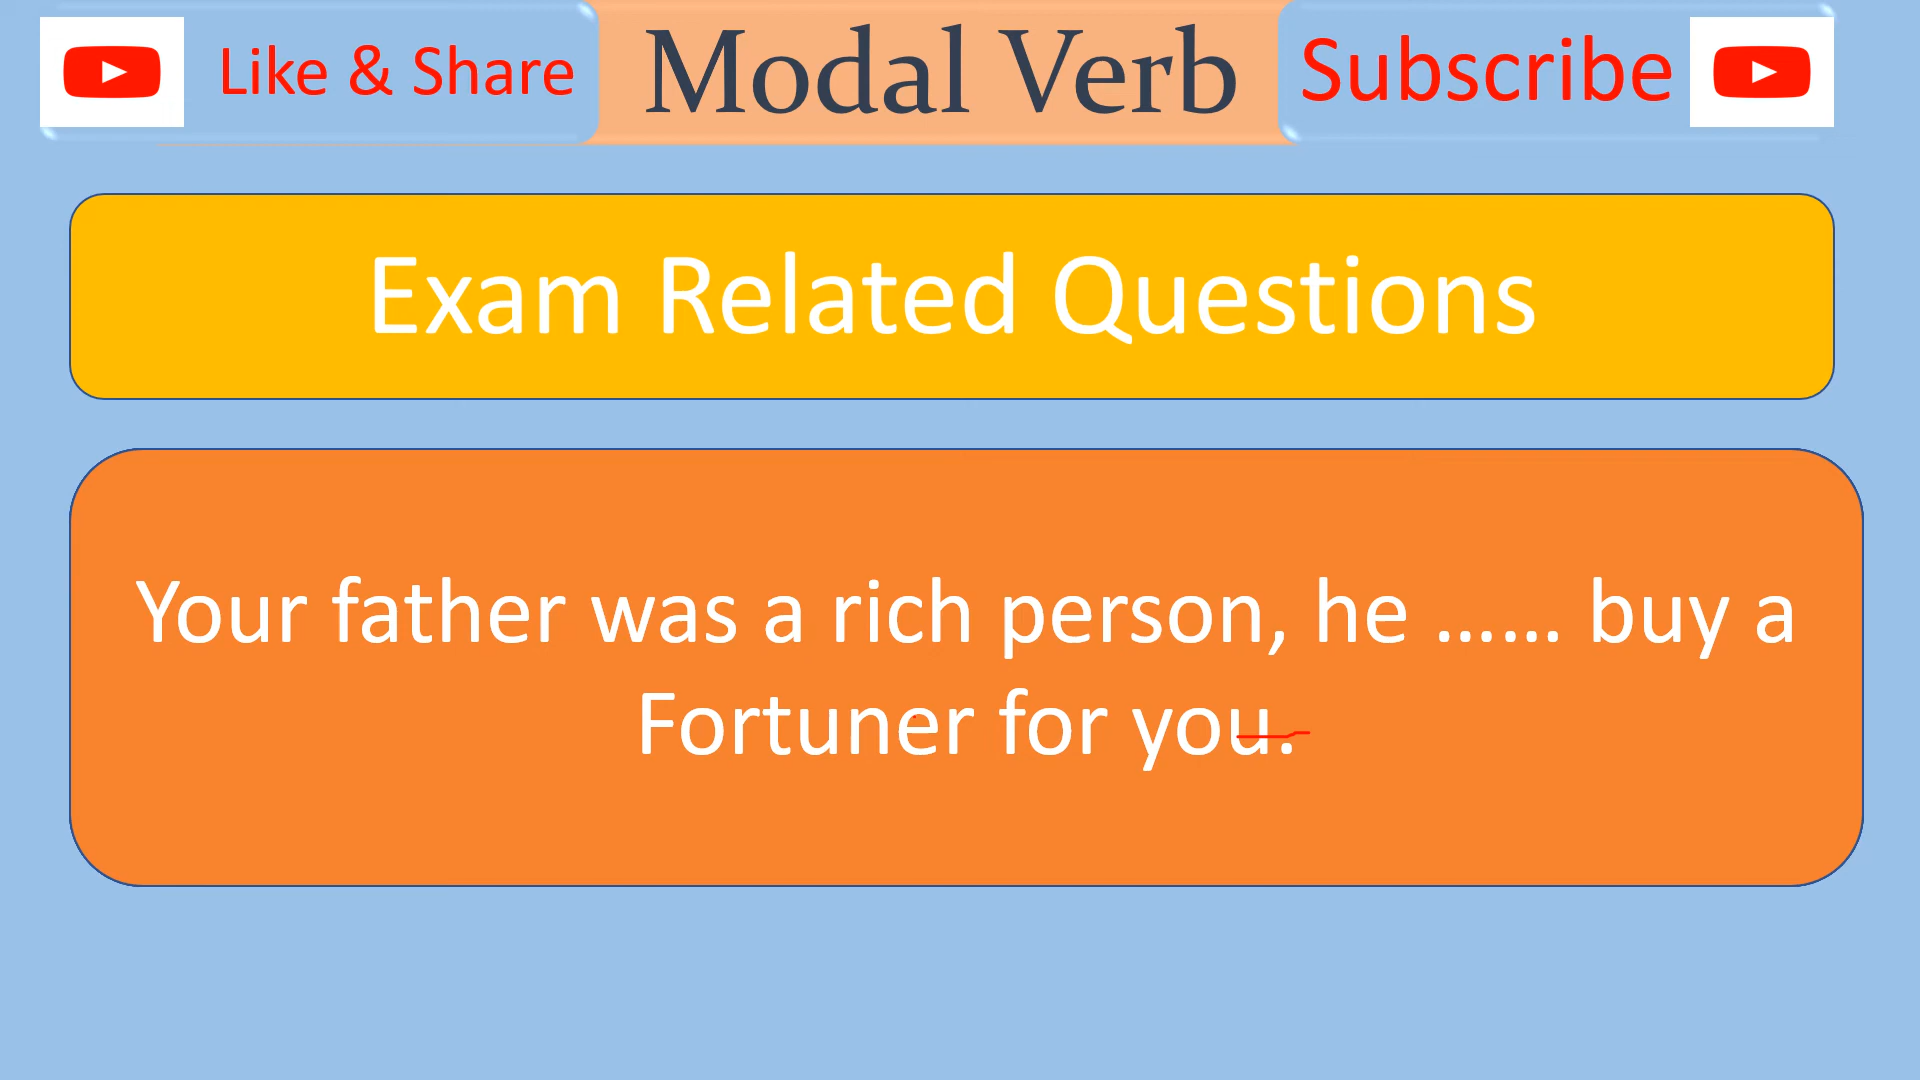 Like & Share
Modal Verb
Subscribe
Exam Related Questions
Your father was a rich person, he …… buy a
Fortuner for you.